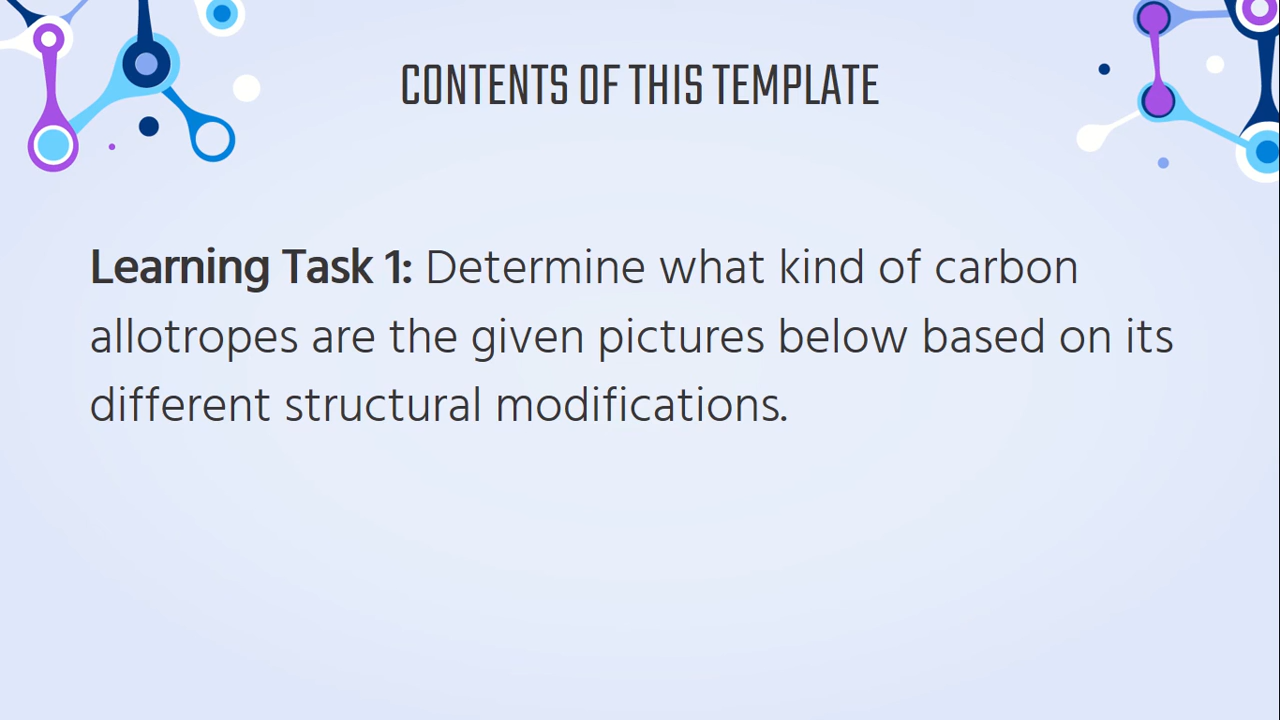 CONTENTS OF THIS TEMPLATE
Learning Task 1: Determine what kind of carbon
allotropes are the given pictures below based on its
different structural modifications.